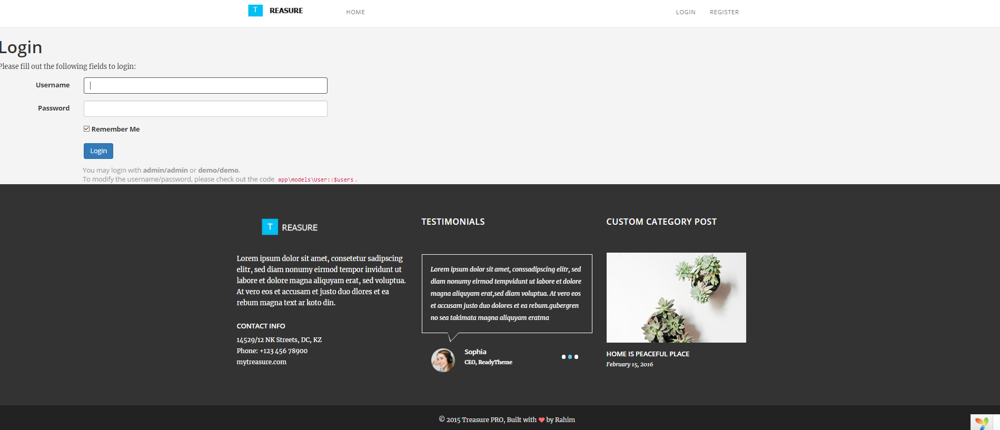 T REASURE
HOME
LOGIN
REGISTER
Login
Please fill out the following fields to login:
Username
Password
Remember Me
Login
You may login with admin/admin or demo/demo.
To modify the username/password, please check out the code app\models\User::$users.
T REASURE
Lorem ipsum dolor sit amet, consetetur sadipscing
elitr, sed diam nonumy eirmod tempor invidunt ut
labore et dolore magna aliquyam erat, sed voluptua.
At vero eos et accusam et justo duo dlores et ea
rebum magna text ar koto din.
CONTACT INFO
14529/12 NK Streets, DC, KZ
Phone: +123 456 78900
mytreasure.com
TESTIMONIALS
Lorem ipsum dolor sit amet, conssadipscing elitr, sed
diam nonumy eirmod tempvidunt ut labore et dolore
magna aliquyam erat,sed diam voluptua. At vero eos
et accusam justo duo dolores et ea rebum.gubergren
no sea takimata magna aliquyam eratma
Sophia
CEO, ReadyTheme
CUSTOM CATEGORY POST
HOME IS PEACEFUL PLACE
February 15, 2016
© 2015 Treasure PRO, Built with ❤ by Rahim